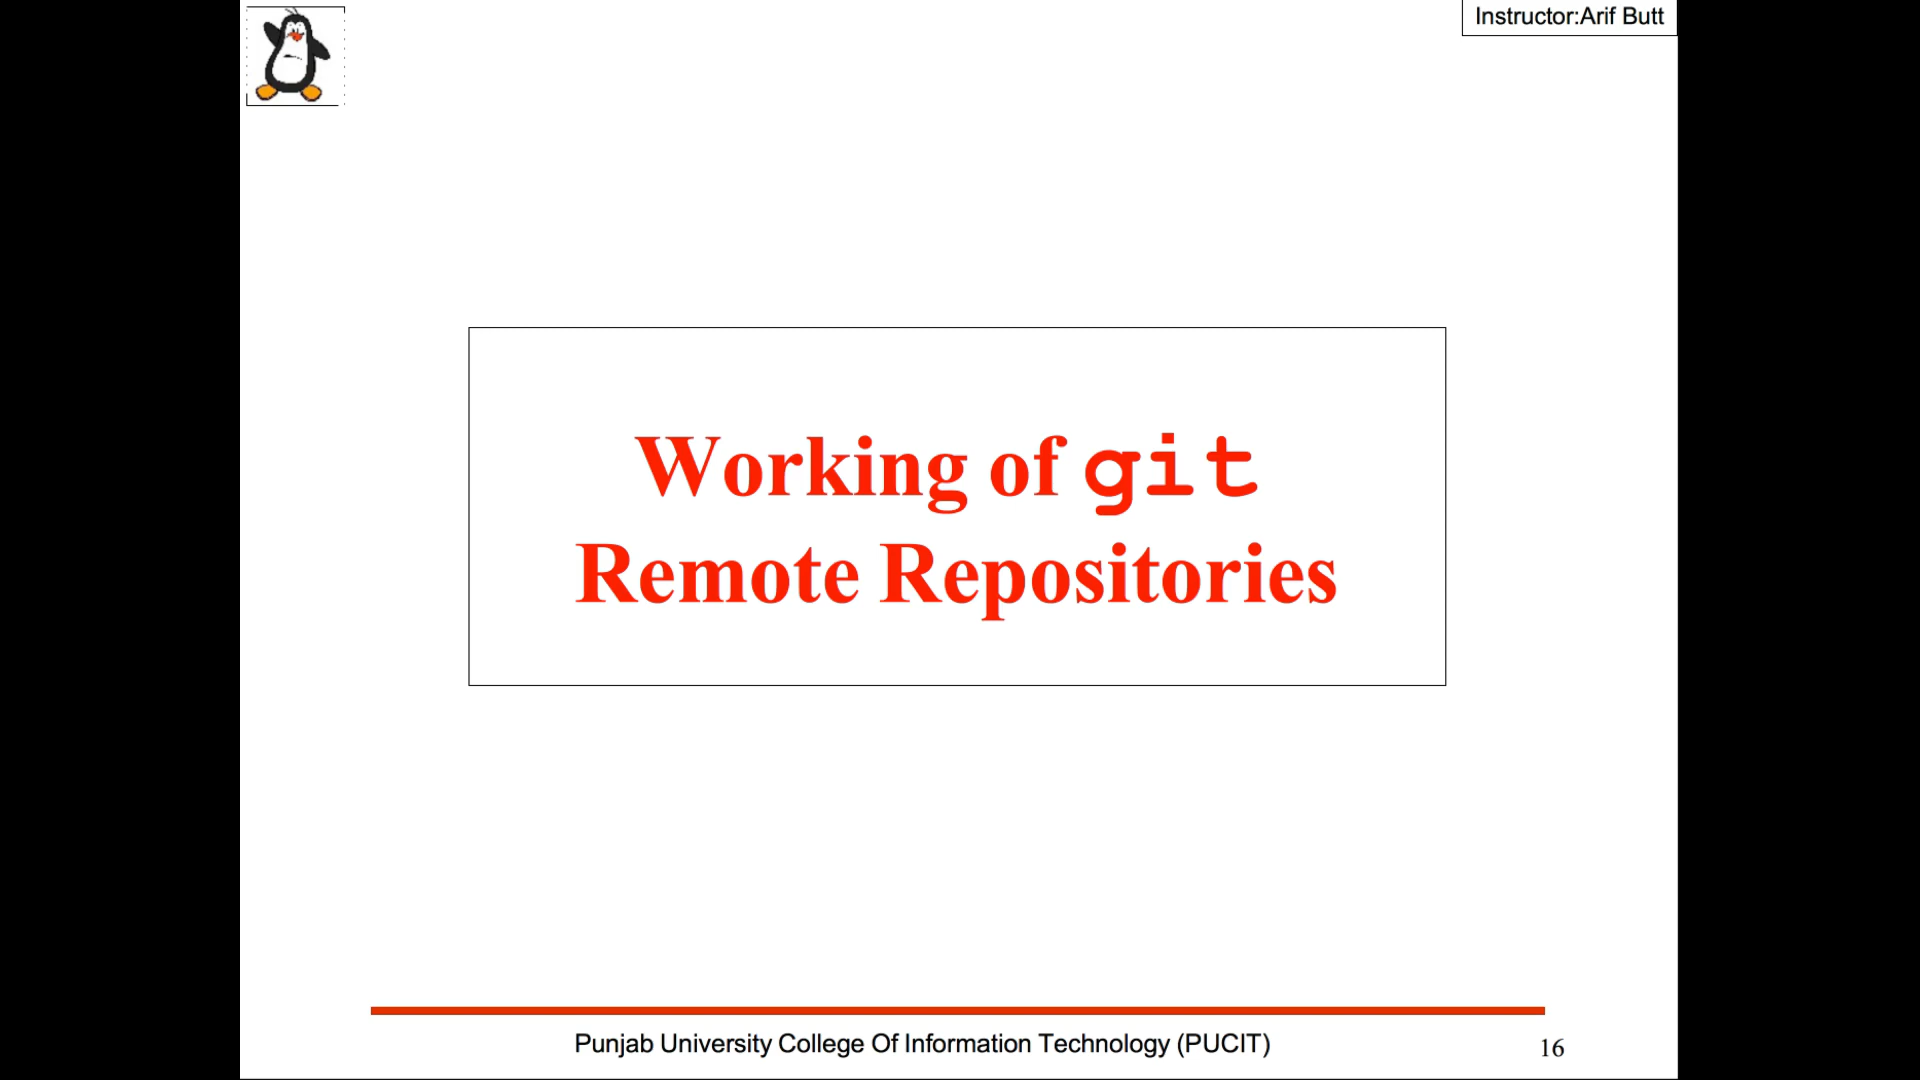 Instructor:Arif Butt
Working of git
Remote Repositories
Punjab University College Of Information Technology (PUCIT)
16